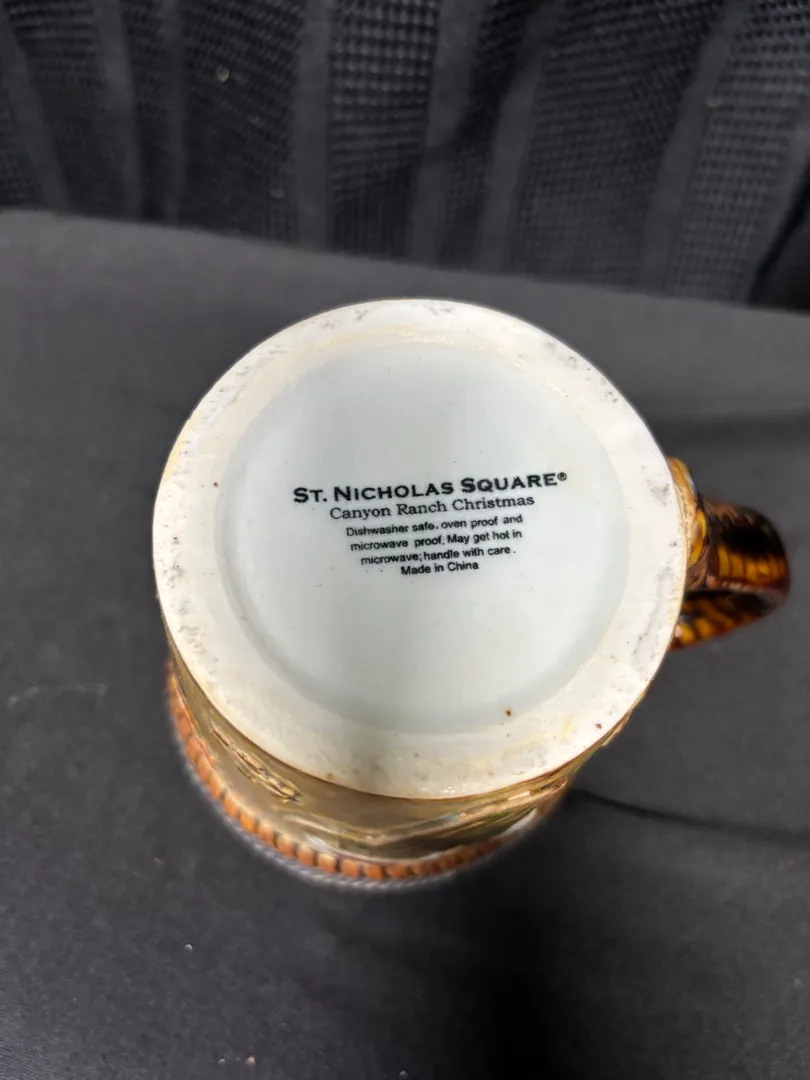 ST. NICHOLAS SQUARE®
Canyon Ranch Christmas
Dishwasher safe, oven proof and
microwave proof. May get hot in
microwave; handle with care.
Made in China